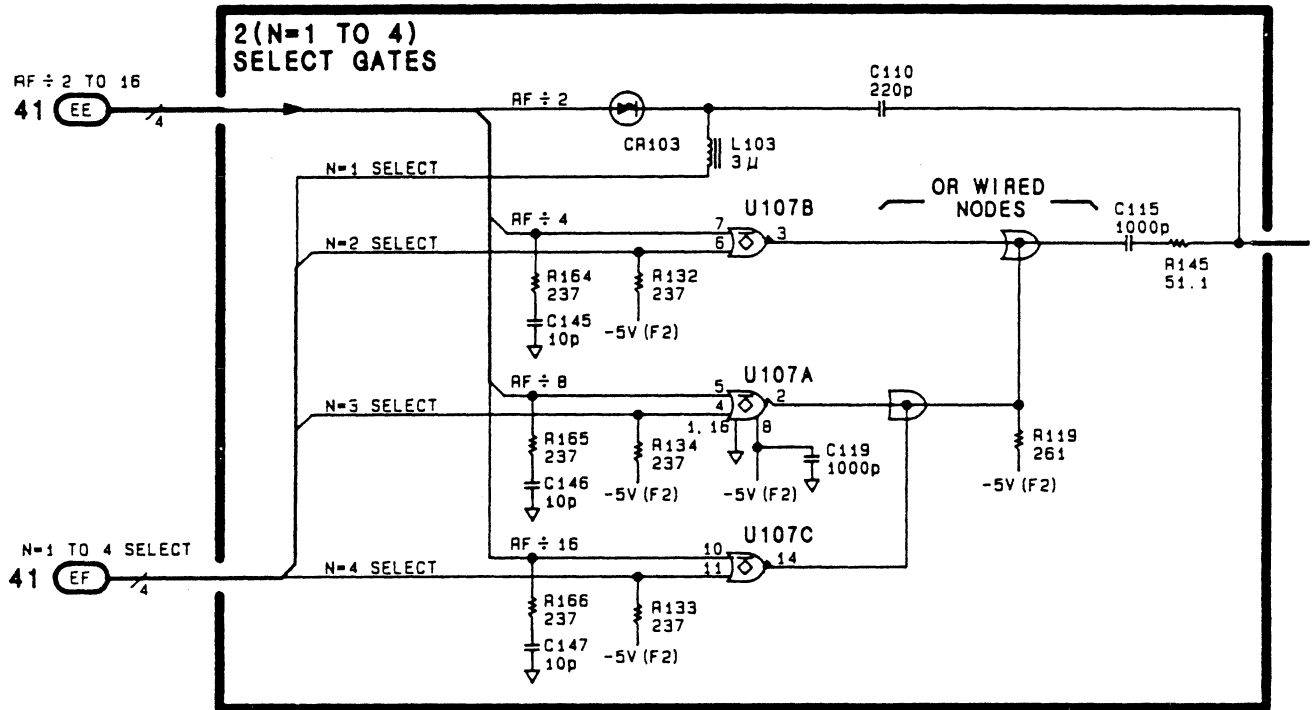 2(N=1 TO 4)
SELECT GATES
RF ÷ 2 TO 16
41 EE
4
RF ÷ 2
CR103
C110
220p
L103
3μ
N=1 SELECT
OR WIRED
NODES
RF ÷ 4
7
U107B
3
N=2 SELECT
6
C115
1000p
R145
51.1
R164
237
R132
237
C145
10p
-5V (F2)
RF ÷ 8
5
U107A
2
N=3 SELECT
4
1, 16
8
R165
237
R134
237
C119
1000p
R119
261
C146
10p
-5V (F2)
-5V (F2)
-5V (F2)
N=1 TO 4 SELECT
41 EF
4
RF ÷ 16
10
U107C
14
N=4 SELECT
11
R166
237
R133
237
C147
10p
-5V (F2)